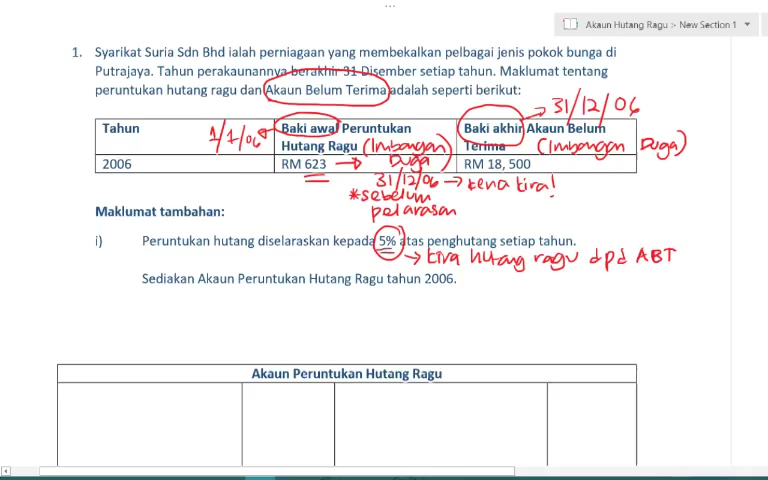 Akaun Hutang Ragu > New Section 1
1. Syarikat Suria Sdn Bhd ialah perniagaan yang membekalkan pelbagai jenis pokok bunga di
Putrajaya. Tahun perakaunannya berakhir 31 Disember setiap tahun. Maklumat tentang
peruntukan hutang ragu dan Akaun Belum Terima adalah seperti berikut:
31/12/06
Tahun
1/1/06
Baki awal Peruntukan
Hutang Ragu (Imbangan
Duga)
Baki akhir Akaun Belum
Terima (Imbangan Duga)
2006
RM 623
RM 18, 500
31/12/06 → kena kira!
*sebelum
pelarasan
Maklumat tambahan:
i) Peruntukan hutang diselaraskan kepada 5% atas penghutang setiap tahun.
→ kira hutang ragu dpd ABT
Sediakan Akaun Peruntukan Hutang Ragu tahun 2006.
Akaun Peruntukan Hutang Ragu